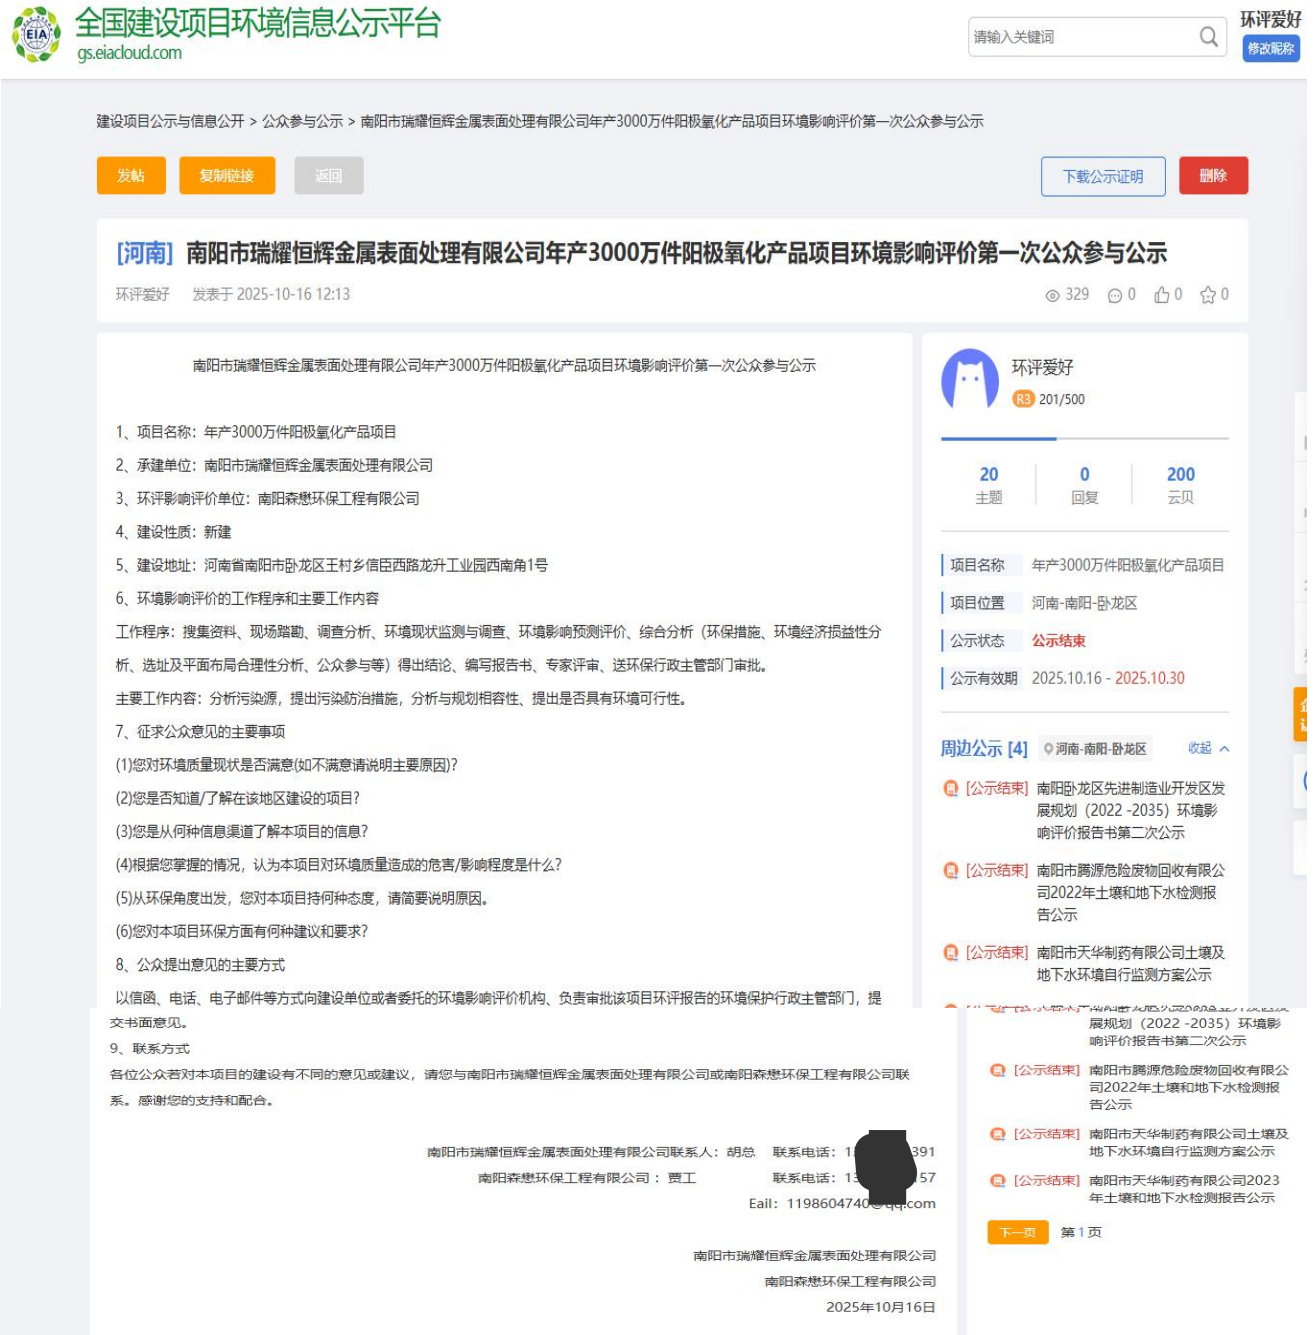 全国建设项目环境信息公示平台
gs.eiacloud.com
请输入关键词
环评爱好
修改昵称
建设项目公示与信息公开 > 公众参与公示 > 南阳市瑞耀恒辉金属表面处理有限公司年产3000万件阳极氧化产品项目环境影响评价第一次公众参与公示
发帖
复制链接
返回
下载公示证明
删除
[河南] 南阳市瑞耀恒辉金属表面处理有限公司年产3000万件阳极氧化产品项目环境影响评价第一次公众参与公示
环评爱好 发表于 2025-10-16 12:13
329 0 0 0
南阳市瑞耀恒辉金属表面处理有限公司年产3000万件阳极氧化产品项目环境影响评价第一次公众参与公示
1、项目名称：年产3000万件阳极氧化产品项目
2、承建单位：南阳市瑞耀恒辉金属表面处理有限公司
3、环评影响评价单位：南阳森懋环保工程有限公司
4、建设性质：新建
5、建设地址：河南省南阳市卧龙区王村乡信臣西路龙升工业园西南角1号
6、环境影响评价的工作程序和主要工作内容
工作程序：搜集资料、现场踏勘、调查分析、环境现状监测与调查、环境影响预测评价、综合分析（环保措施、环境经济损益性分
析、选址及平面布局合理性分析、公众参与等）得出结论、编写报告书、专家评审、送环保行政主管部门审批。
主要工作内容：分析污染源，提出污染防治措施，分析与规划相容性、提出是否具有环境可行性。
7、征求公众意见的主要事项
(1)您对环境质量现状是否满意(如不满意请说明主要原因)?
(2)您是否知道/了解在该地区建设的项目?
(3)您是从何种信息渠道了解本项目的信息?
(4)根据您掌握的情况，认为本项目对环境质量造成的危害/影响程度是什么?
(5)从环保角度出发，您对本项目持何种态度，请简要说明原因。
(6)您对本项目环保方面有何种建议和要求?
8、公众提出意见的主要方式
以信函、电话、电子邮件等方式向建设单位或者委托的环境影响评价机构、负责审批该项目环评报告的环境保护行政主管部门，提
交书面意见。
9、联系方式
各位公众若对本项目的建设有不同的意见或建议，请您与南阳市瑞耀恒辉金属表面处理有限公司或南阳森懋环保工程有限公司联
系。感谢您的支持和配合。
南阳市瑞耀恒辉金属表面处理有限公司联系人：胡总 联系电话：1 391
南阳森懋环保工程有限公司：贾工 联系电话：1 157
Eail：1198604740@qq.com
南阳市瑞耀恒辉金属表面处理有限公司
南阳森懋环保工程有限公司
2025年10月16日
环评爱好
R3 201/500
20 0 200
主题 回复 云贝
项目名称 年产3000万件阳极氧化产品项目
项目位置 河南-南阳-卧龙区
公示状态 公示结束
公示有效期 2025.10.16 - 2025.10.30
周边公示 [4] 河南-南阳-卧龙区 收起
[公示结束] 南阳卧龙区先进制造业开发区发
展规划（2022 -2035）环境影
响评价报告书第二次公示
[公示结束] 南阳市腾源危险废物回收有限公
司2022年土壤和地下水检测报
告公示
[公示结束] 南阳市天华制药有限公司土壤及
地下水环境自行监测方案公示
展规划（2022 -2035）环境影
响评价报告书第二次公示
[公示结束] 南阳市腾源危险废物回收有限公
司2022年土壤和地下水检测报
告公示
[公示结束] 南阳市天华制药有限公司土壤及
地下水环境自行监测方案公示
[公示结束] 南阳市天华制药有限公司2023
年土壤和地下水检测报告公示
下一页 第1页